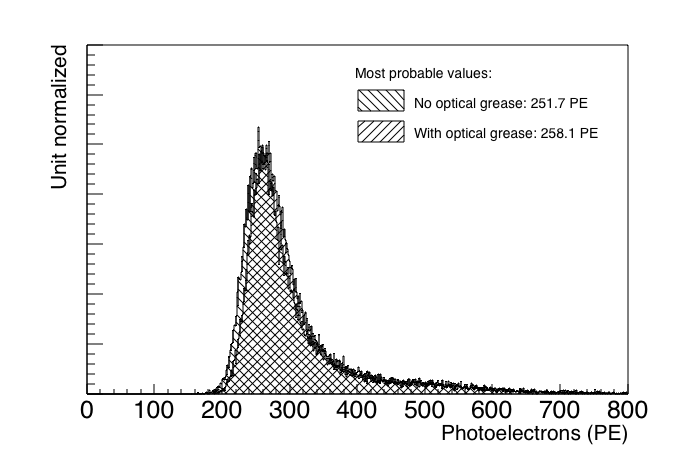 Unit normalized
Most probable values:
No optical grease: 251.7 PE
With optical grease: 258.1 PE
0 100 200 300 400 500 600 700 800
Photoelectrons (PE)